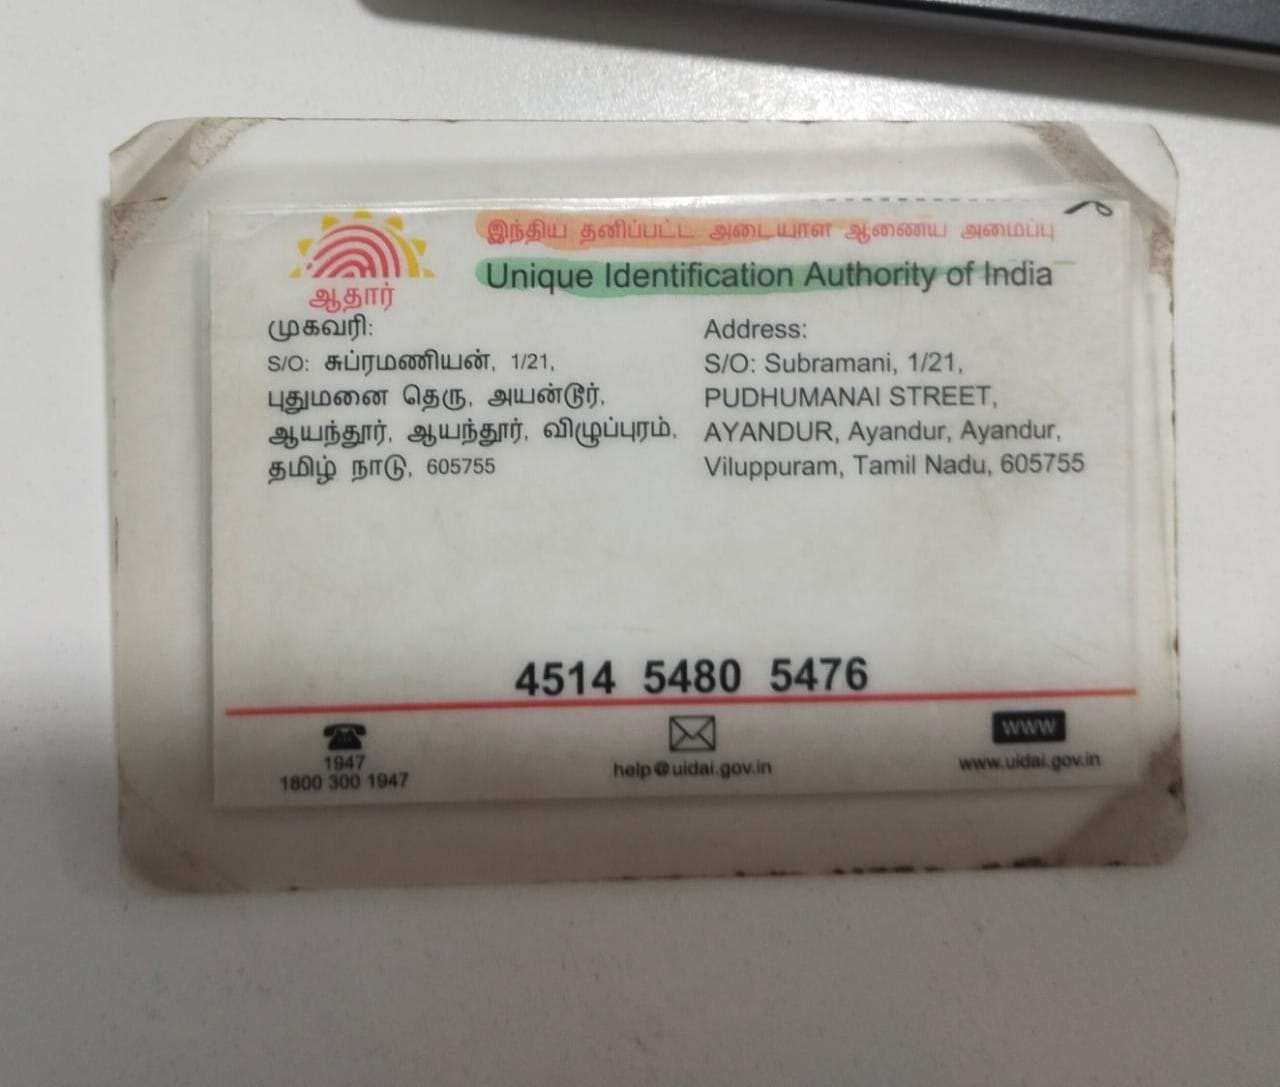 இந்திய தனிப்பட்ட அடையாள ஆணைய அமைப்பு
Unique Identification Authority of India
ஆதார்
முகவரி:
S/O: சுப்ரமணியன், 1/21,
புதுமனை தெரு, அயன்டூர்,
ஆயந்தூர், ஆயந்தூர், விழுப்புரம்,
தமிழ் நாடு, 605755
Address:
S/O: Subramani, 1/21,
PUDHUMANAI STREET,
AYANDUR, Ayandur, Ayandur,
Viluppuram, Tamil Nadu, 605755
4514 5480 5476
1947
1800 300 1947
help@uidai.gov.in
WWW
www.uidai.gov.in